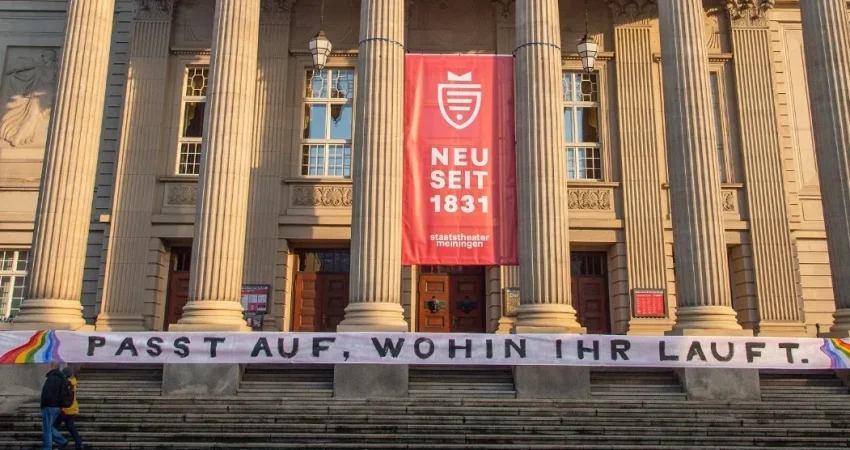 NEU
SEIT
1831
staatstheater
meiningen
PASST AUF, WOHIN IHR LAUFT.